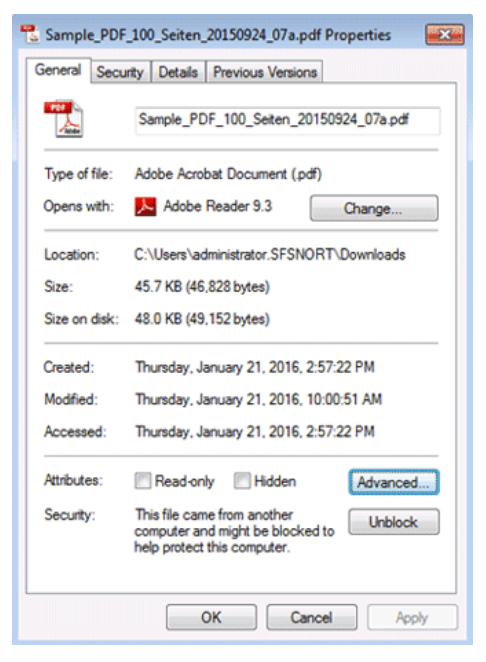 Sample_PDF_100_Seiten_20150924_07a.pdf Properties
General Security Details Previous Versions
PDF
Adobe
Sample_PDF_100_Seiten_20150924_07a.pdf
Type of file: Adobe Acrobat Document (.pdf)
Opens with: Adobe Reader 9.3 Change...
Location: C:\Users\administrator.SFSNORT\Downloads
Size: 45.7 KB (46,828 bytes)
Size on disk: 48.0 KB (49,152 bytes)
Created: Thursday, January 21, 2016, 2:57:22 PM
Modified: Thursday, January 21, 2016, 10:00:51 AM
Accessed: Thursday, January 21, 2016, 2:57:22 PM
Attributes: Read-only Hidden Advanced...
Security: This file came from another
computer and might be blocked to
help protect this computer.
Unblock
OK Cancel Apply